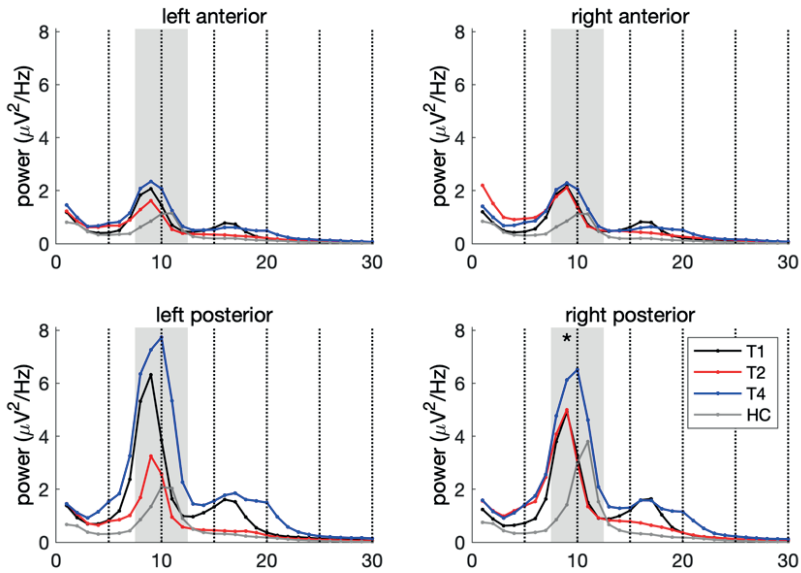 left anterior
power (μV²/Hz)
8
6
4
2
0
0 10 20 30
right anterior
power (μV²/Hz)
8
6
4
2
0
0 10 20 30
left posterior
power (μV²/Hz)
8
6
4
2
0
0 10 20 30
right posterior
power (μV²/Hz)
8
6
4
2
0
0 10 20 30
*
T1
T2
T4
HC